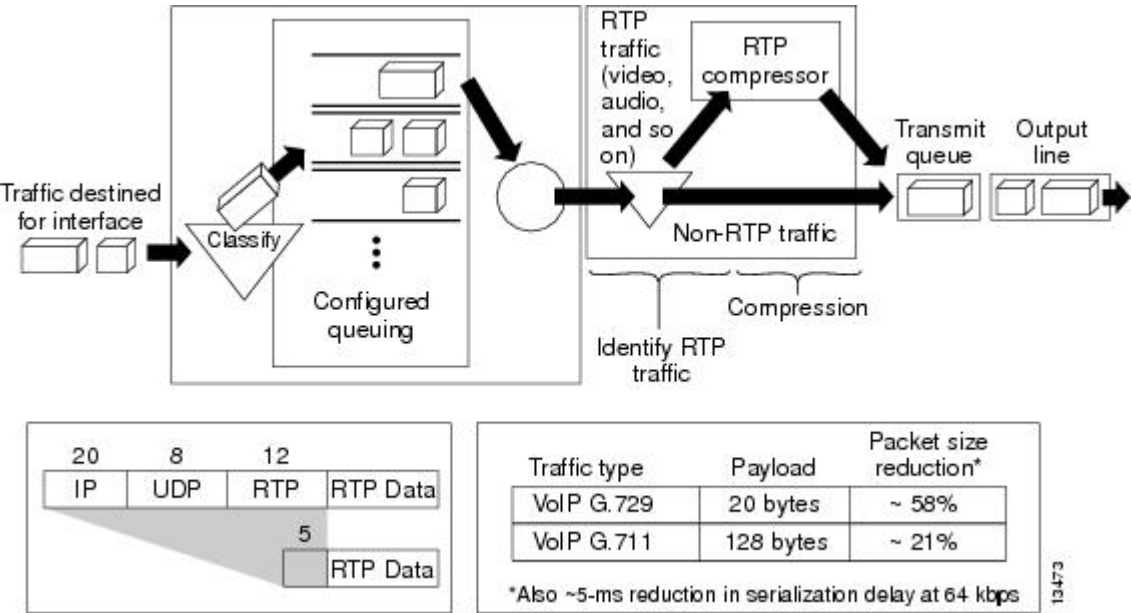 RTP
traffic
(video,
audio,
and so
on)
RTP
compressor
Transmit
queue
Output
line
Traffic destined
for interface
Classify
Non-RTP traffic
Configured
queuing
Compression
Identify RTP
traffic
20 8 12
IP UDP RTP RTP Data
5
RTP Data
Traffic type Payload Packet size
reduction*
VoIP G.729 20 bytes ~ 58%
VoIP G.711 128 bytes ~ 21%
*Also ~5-ms reduction in serialization delay at 64 kbps
13473